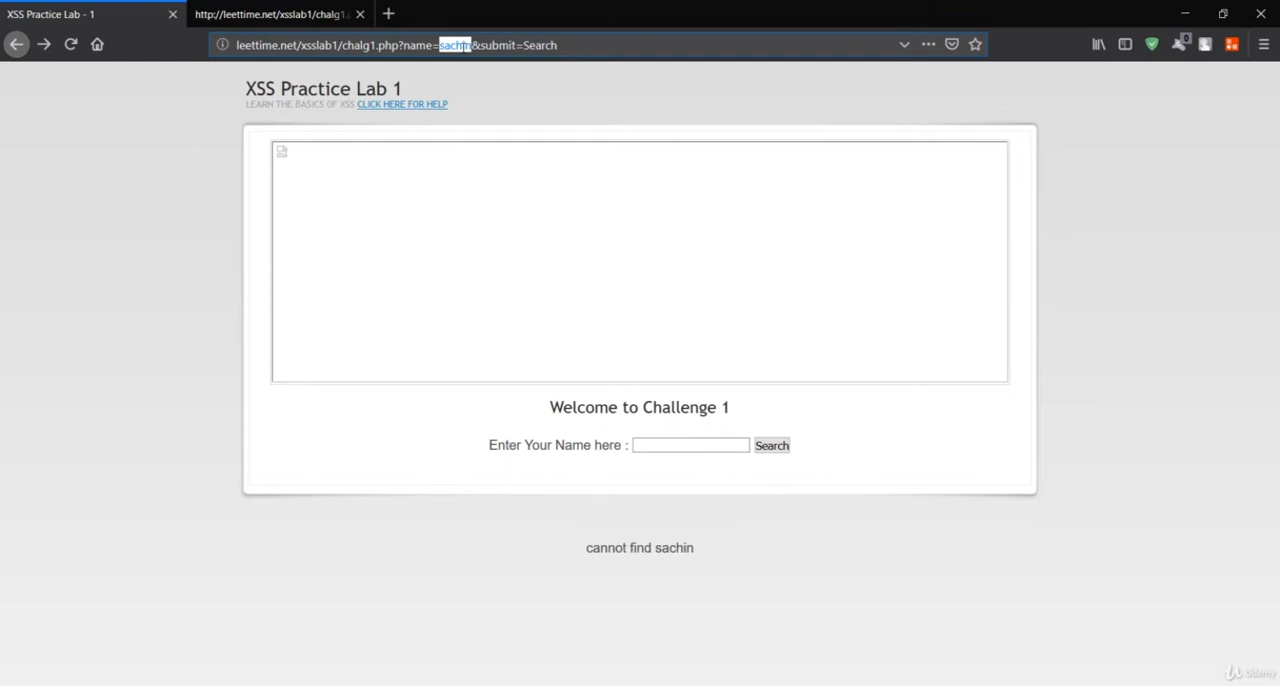 XSS Practice Lab - 1
http://leettime.net/xsslab1/chalg1.
leettime.net/xsslab1/chalg1.php?name=sachin&submit=Search
XSS Practice Lab 1
LEARN THE BASICS OF XSS CLICK HERE FOR HELP
Welcome to Challenge 1
Enter Your Name here :
Search
cannot find sachin
Udemy